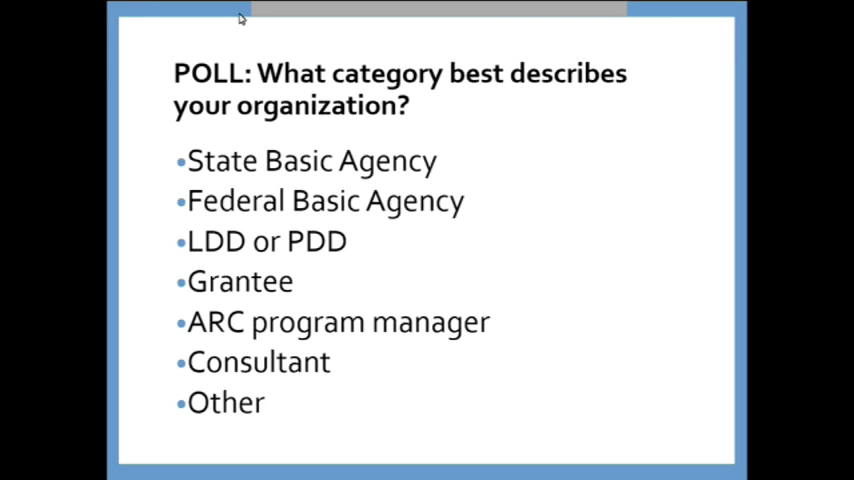 POLL: What category best describes
your organization?
•State Basic Agency
•Federal Basic Agency
•LDD or PDD
•Grantee
•ARC program manager
•Consultant
•Other